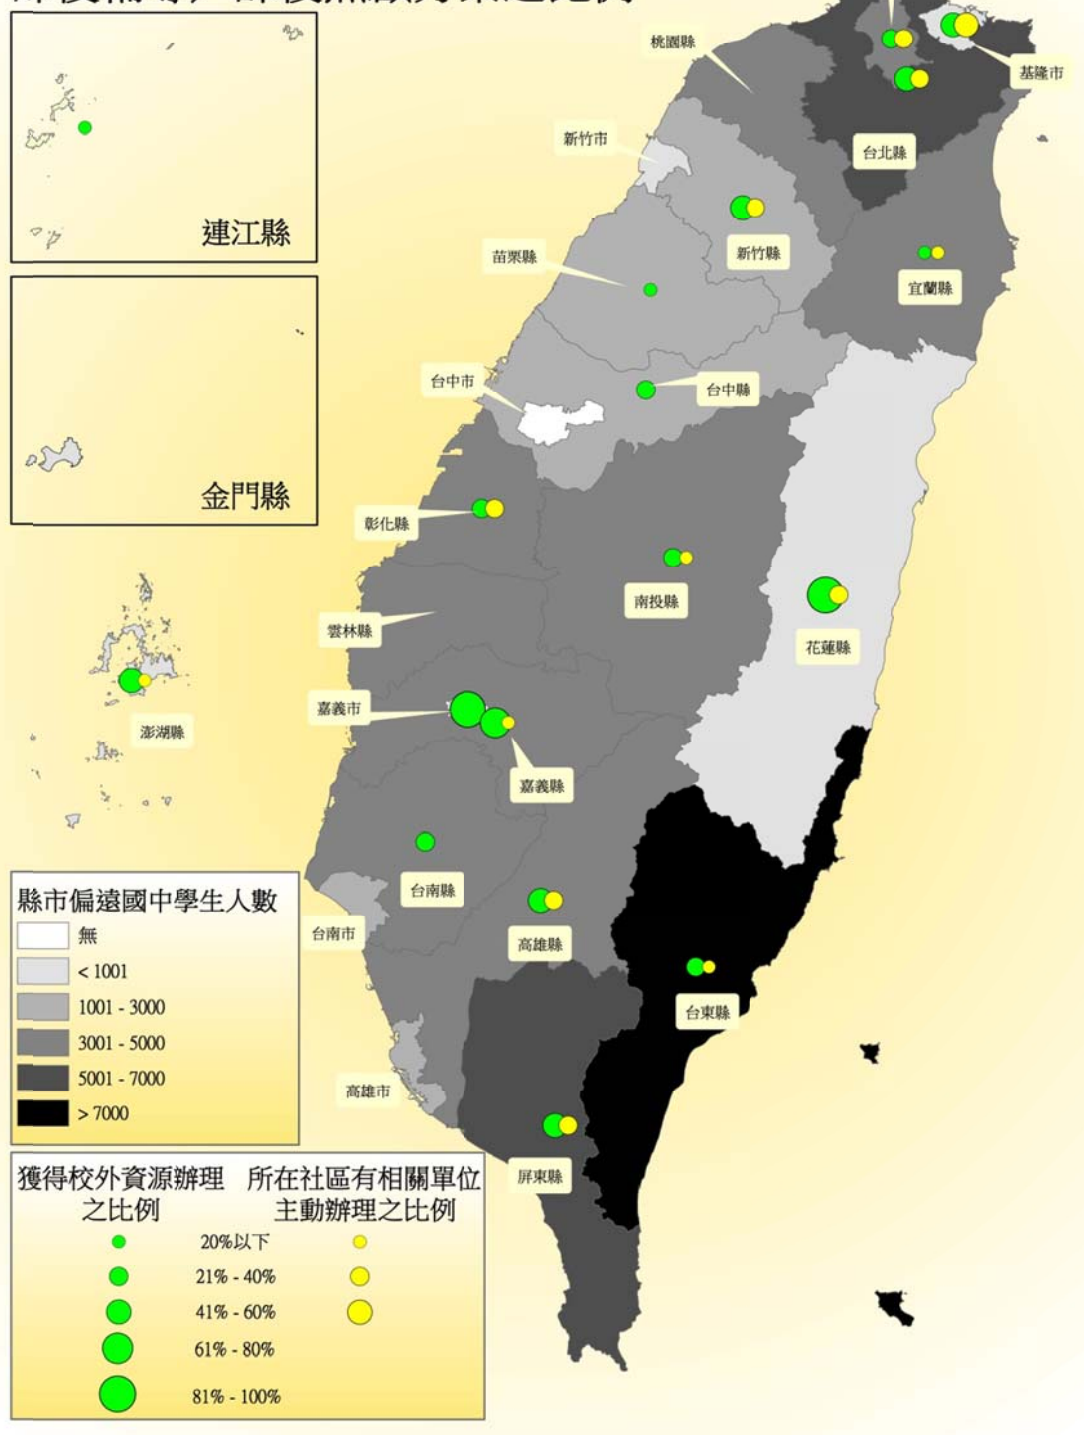 連江縣
金門縣
桃園縣
基隆市
新竹市
台北縣
苗栗縣
新竹縣
宜蘭縣
台中市
台中縣
彰化縣
南投縣
雲林縣
花蓮縣
嘉義市
澎湖縣
嘉義縣
台南縣
台南市
高雄縣
台東縣
高雄市
屏東縣
縣市偏遠國中學生人數
無
< 1001
1001 - 3000
3001 - 5000
5001 - 7000
> 7000
獲得校外資源辦理 所在社區有相關單位
之比例 主動辦理之比例
20%以下
21% - 40%
41% - 60%
61% - 80%
81% - 100%